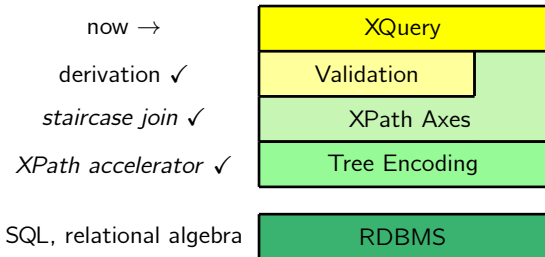 now → XQuery
derivation ✓ Validation
staircase join ✓ XPath Axes
XPath accelerator ✓ Tree Encoding
SQL, relational algebra RDBMS